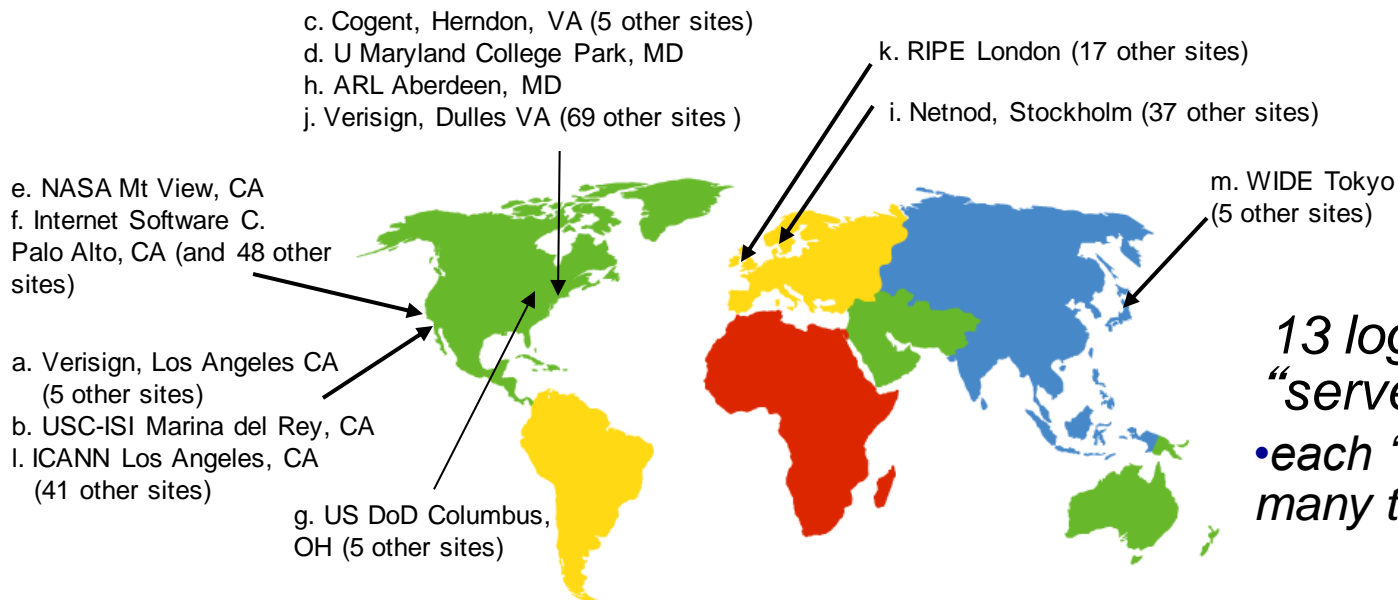 c. Cogent, Herndon, VA (5 other sites)
d. U Maryland College Park, MD
h. ARL Aberdeen, MD
j. Verisign, Dulles VA (69 other sites )
k. RIPE London (17 other sites)
i. Netnod, Stockholm (37 other sites)
m. WIDE Tokyo
(5 other sites)
e. NASA Mt View, CA
f. Internet Software C.
Palo Alto, CA (and 48 other
sites)
a. Verisign, Los Angeles CA
(5 other sites)
b. USC-ISI Marina del Rey, CA
l. ICANN Los Angeles, CA
(41 other sites)
g. US DoD Columbus,
OH (5 other sites)
13
•each
many